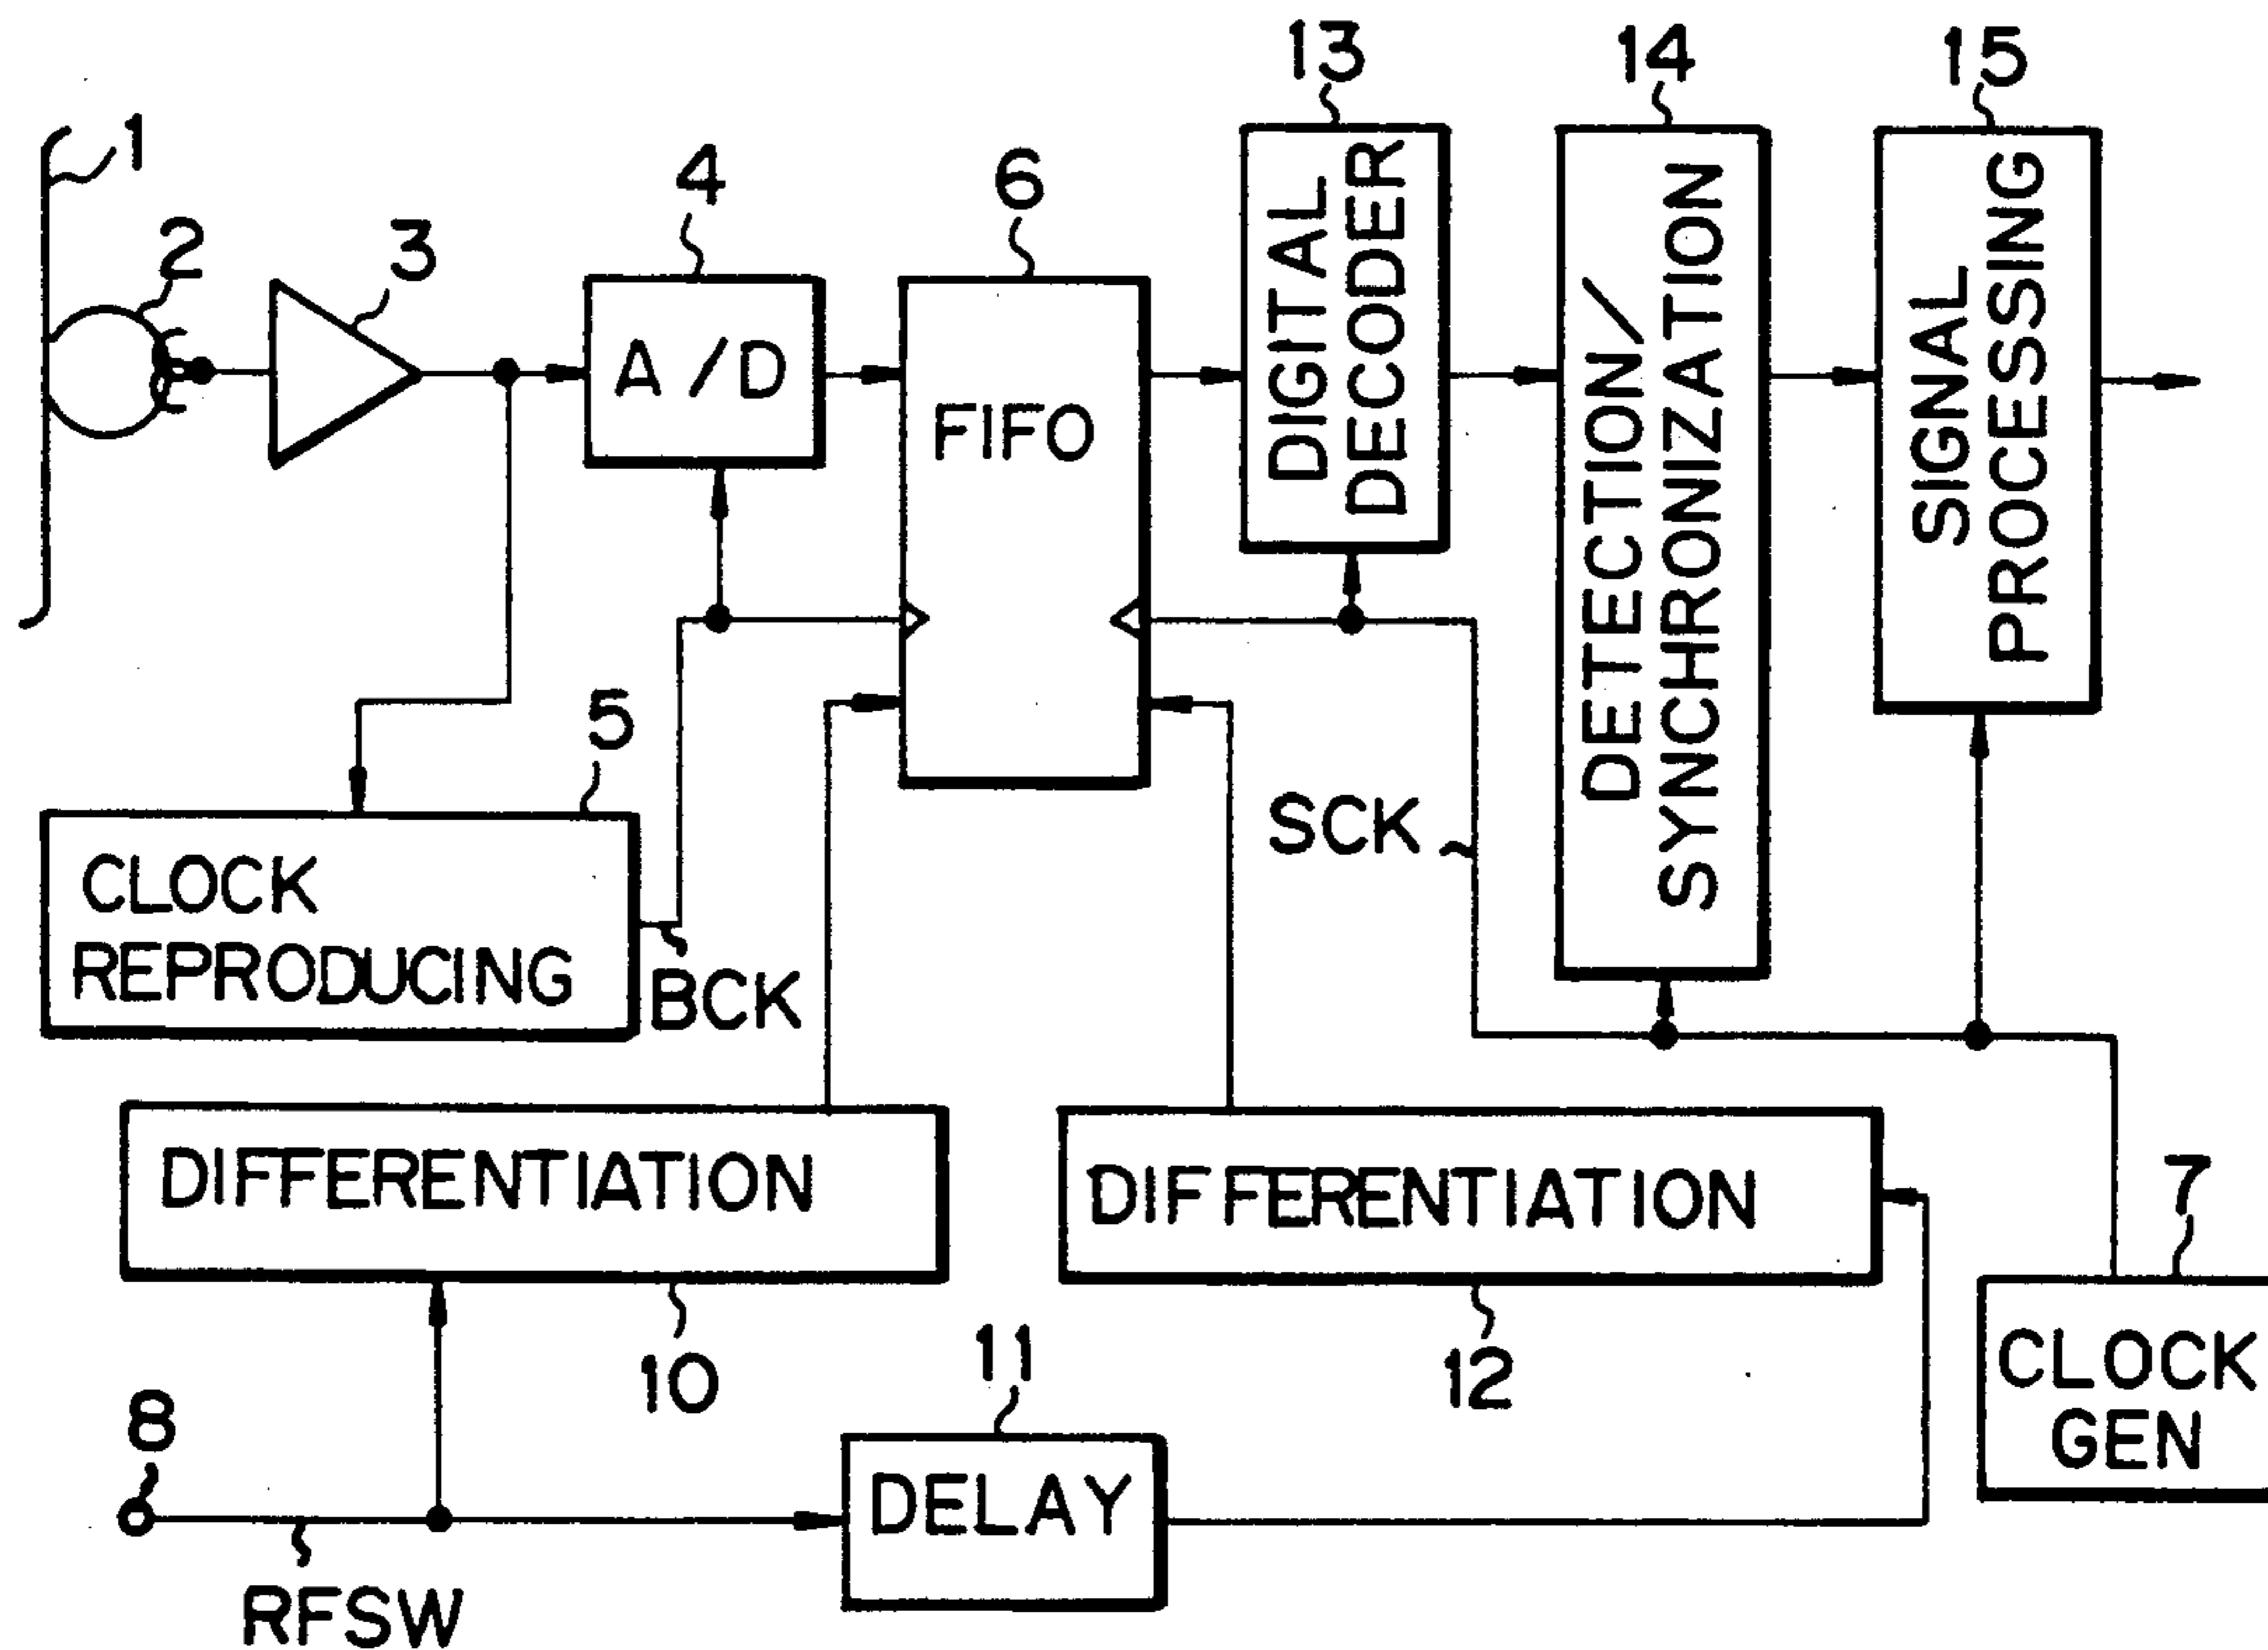 13
14
15
1
2
3
4
6
A/D
FIFO
DIGITAL
DECODER
DETECTION/
SYNCHRONIZATION
SIGNAL
PROCESSING
5
CLOCK
REPRODUCING
BCK
SCK
DIFFERENTIATION
10
DIFFERENTIATION
12
7
CLOCK
GEN
8
RFSW
11
DELAY